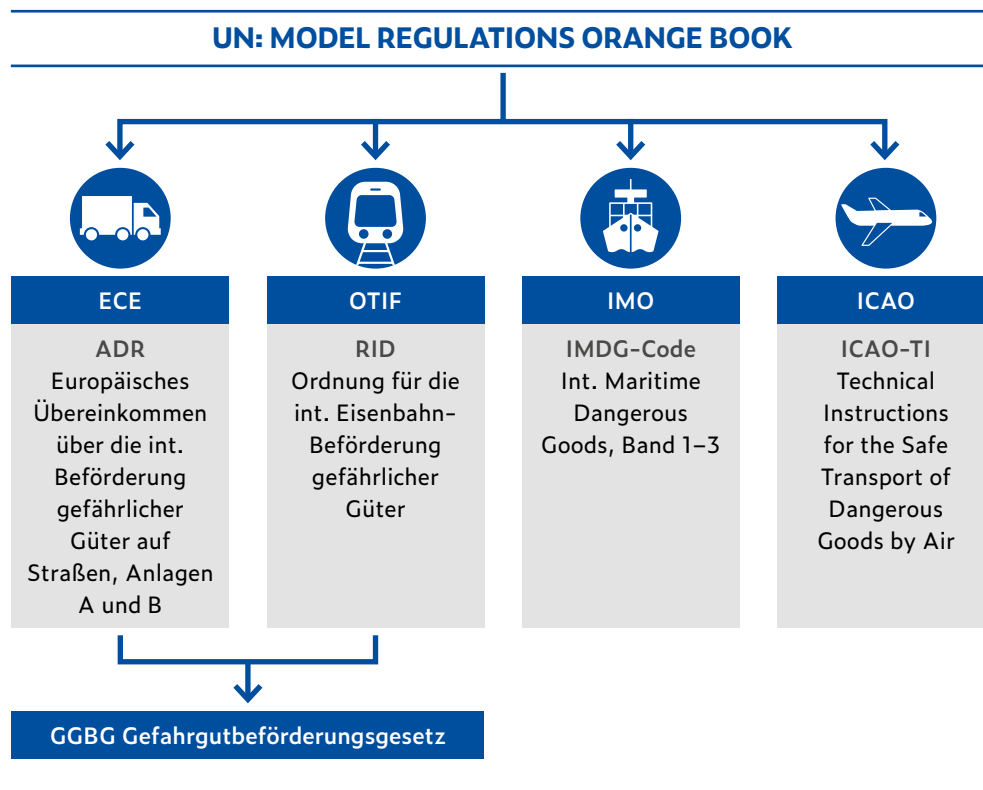 UN: MODEL REGULATIONS ORANGE BOOK
ECE
ADR
Europäisches
Übereinkommen
über die int.
Beförderung
gefährlicher
Güter auf
Straßen, Anlagen
A und B
OTIF
RID
Ordnung für die
int. Eisenbahn-
Beförderung
gefährlicher
Güter
IMO
IMDG-Code
Int. Maritime
Dangerous
Goods, Band 1–3
ICAO
ICAO-TI
Technical
Instructions
for the Safe
Transport of
Dangerous
Goods by Air
GGBG Gefahrgutbeförderungsgesetz